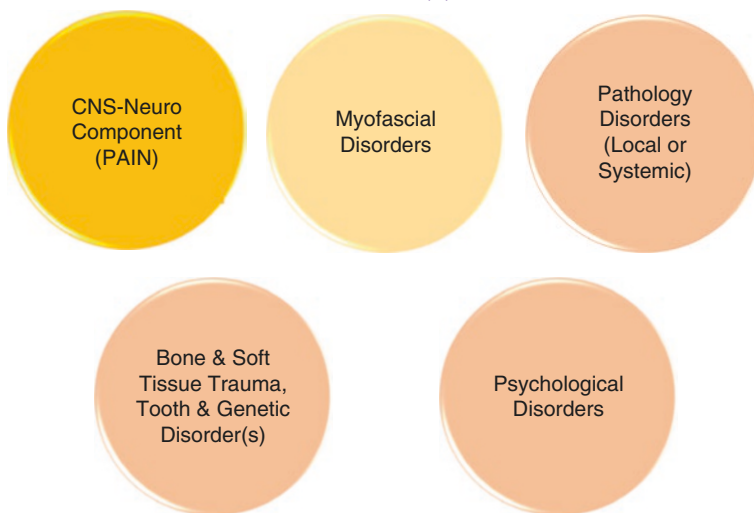 CNS-Neuro
Component
(PAIN)
Myofascial
Disorders
Pathology
Disorders
(Local or
Systemic)
Bone & Soft
Tissue Trauma,
Tooth & Genetic
Disorder(s)
Psychological
Disorders